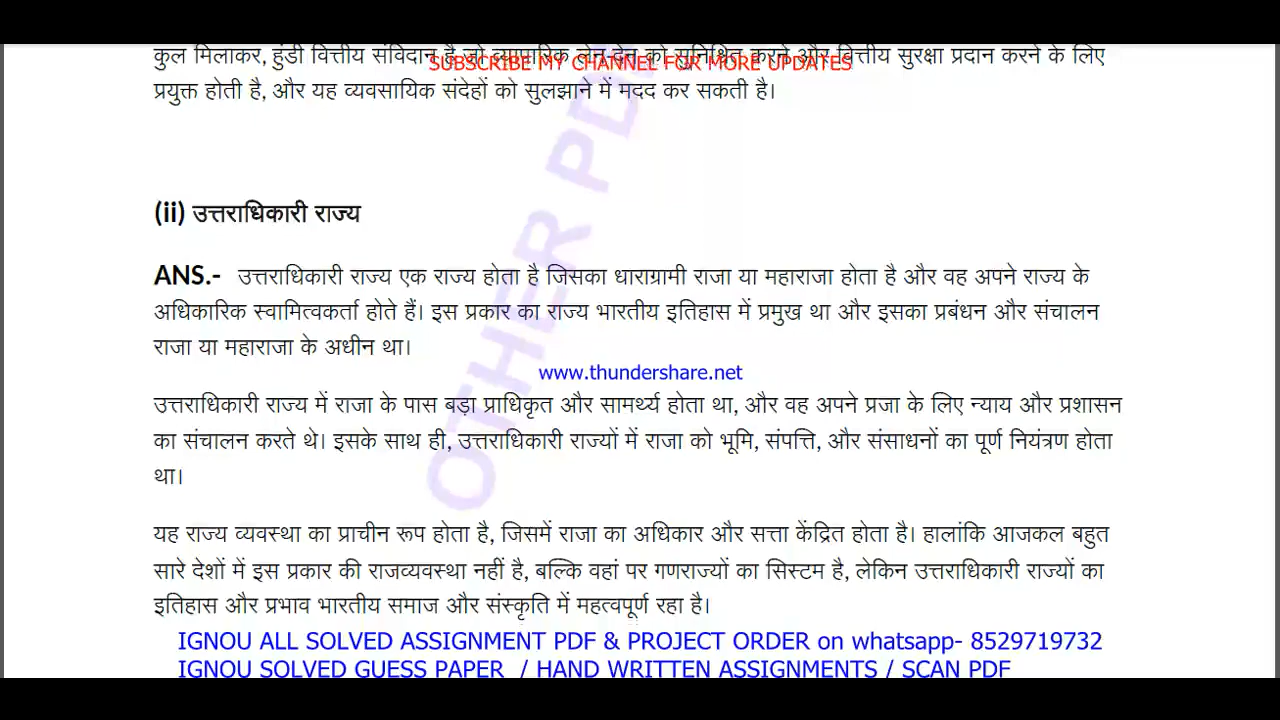 कुल मिलाकर, हुंडी वित्तीय संविदान है जो व्यापारिक लेन देन को सुनिश्चित करने और वित्तीय सुरक्षा प्रदान करने के लिए
SUBSCRIBE MY CHANNEL FOR MORE UPDATES
प्रयुक्त होती है, और यह व्यवसायिक संदेहों को सुलझाने में मदद कर सकती है।
(ii) उत्तराधिकारी राज्य
ANS.- उत्तराधिकारी राज्य एक राज्य होता है जिसका धाराग्रामी राजा या महाराजा होता है और वह अपने राज्य के
अधिकारिक स्वामित्वकर्ता होते हैं। इस प्रकार का राज्य भारतीय इतिहास में प्रमुख था और इसका प्रबंधन और संचालन
राजा या महाराजा के अधीन था।
www.thundershare.net
उत्तराधिकारी राज्य में राजा के पास बड़ा प्राधिकृत और सामर्थ्य होता था, और वह अपने प्रजा के लिए न्याय और प्रशासन
का संचालन करते थे। इसके साथ ही, उत्तराधिकारी राज्यों में राजा को भूमि, संपत्ति, और संसाधनों का पूर्ण नियंत्रण होता
था।
यह राज्य व्यवस्था का प्राचीन रूप होता है, जिसमें राजा का अधिकार और सत्ता केंद्रित होता है। हालांकि आजकल बहुत
सारे देशों में इस प्रकार की राजव्यवस्था नहीं है, बल्कि वहां पर गणराज्यों का सिस्टम है, लेकिन उत्तराधिकारी राज्यों का
इतिहास और प्रभाव भारतीय समाज और संस्कृति में महत्वपूर्ण रहा है।
OTHER PD
IGNOU ALL SOLVED ASSIGNMENT PDF & PROJECT ORDER on whatsapp- 8529719732
IGNOU SOLVED GUESS PAPER / HAND WRITTEN ASSIGNMENTS / SCAN PDF